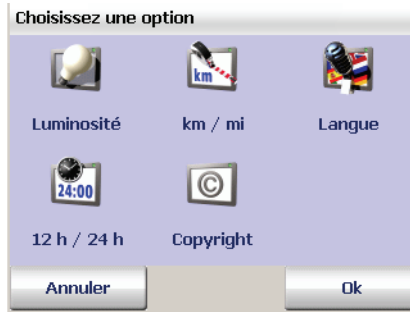 Choisissez une option
km
Luminosité km / mi Langue
24:00 ©
12 h / 24 h Copyright
Annuler Ok